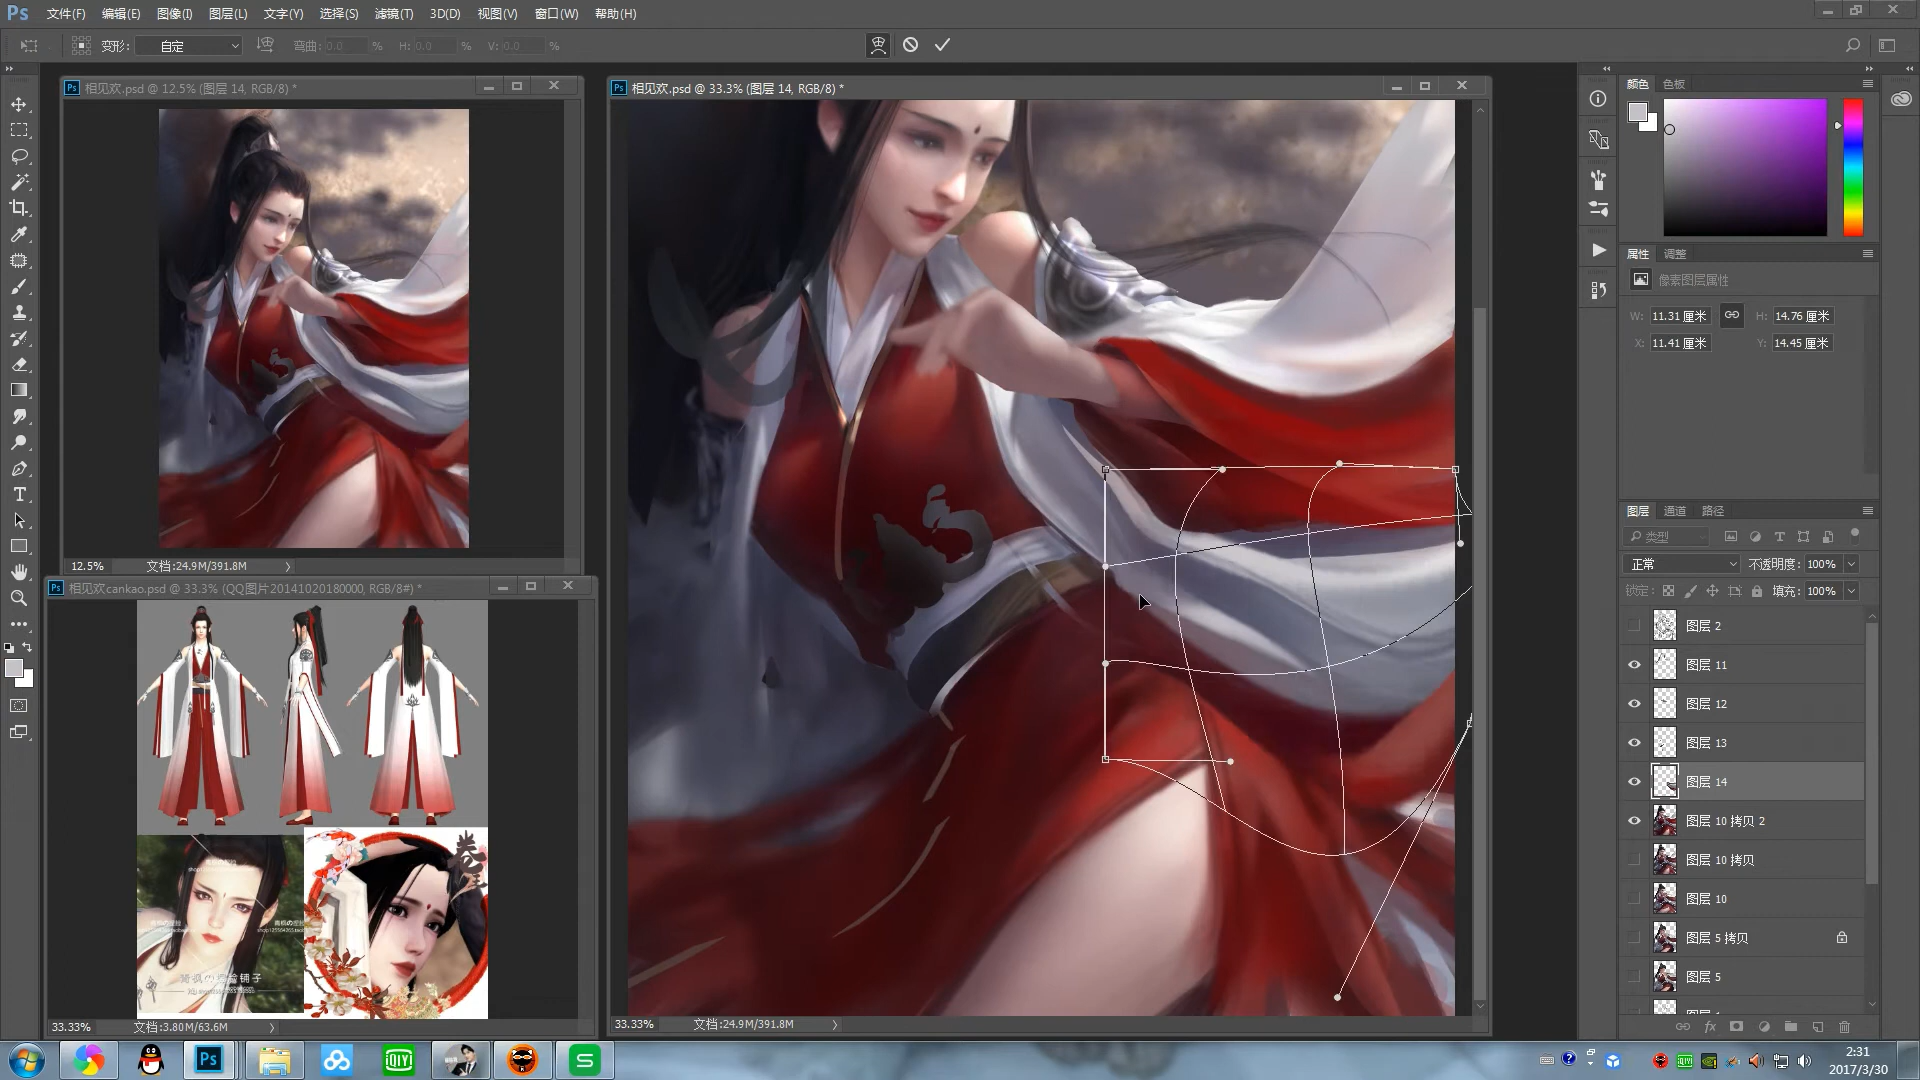 Ps 文件(F) 编辑(E) 图像(I) 图层(L) 文字(Y) 选择(S) 滤镜(T) 3D(D) 视图(V) 窗口(W) 帮助(H)
变形: 自定 弯曲: 0.0 % H: 0.0 % V: 0.0 %
相见欢.psd @ 12.5% (图层 14, RGB/8) *
12.5% 文档:24.9M/391.8M
相见欢cankao.psd @ 33.3% (QQ图片20141020180000, RGB/8#) *
33.33% 文档:3.80M/63.6M
相见欢.psd @ 33.3% (图层 14, RGB/8) *
33.33% 文档:24.9M/391.8M
颜色 色板
属性 调整
像素图层属性
W: 11.31 厘米 H: 14.76 厘米
X: 11.41 厘米 Y: 14.45 厘米
图层 通道 路径
类型
正常 不透明度: 100%
锁定: 填充: 100%
图层 2
图层 11
图层 12
图层 13
图层 14
图层 10 拷贝 2
图层 10 拷贝
图层 10
图层 5 拷贝
图层 5
Ps
iQIYI
S
2:31
2017/3/30